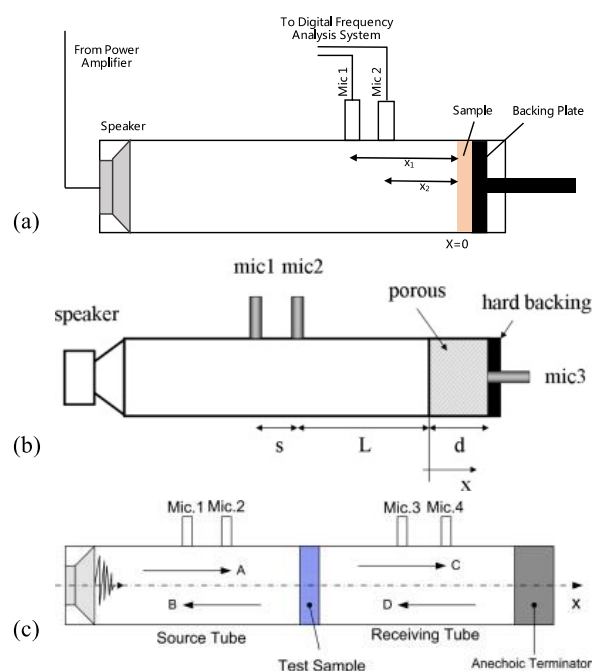 To Digital Frequency
Analysis System
From Power
Amplifier
Mic 1
Mic 2
Sample
Backing Plate
Speaker
x₁
x₂
(a)
X=0
mic1 mic2
porous
hard backing
speaker
mic3
(b)
s
L
d
x
Mic.1 Mic.2
Mic.3 Mic.4
A
C
B
D
X
(c)
Source Tube
Receiving Tube
Test Sample
Anechoic Terminator